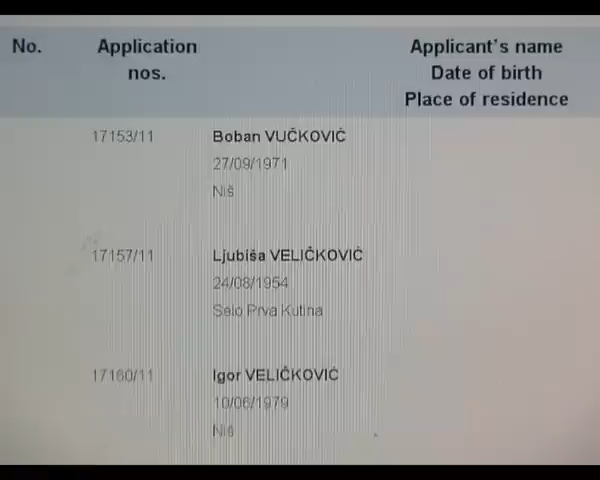 No. Application Applicant's name
nos. Date of birth
Place of residence
17153/11 Boban VUČKOVIĆ
27/09/1971
Niš
17157/11 Ljubiša VELIČKOVIĆ
24/08/1954
Selo Prva Kutina
17160/11 Igor VELIČKOVIĆ
10/06/1979
Niš